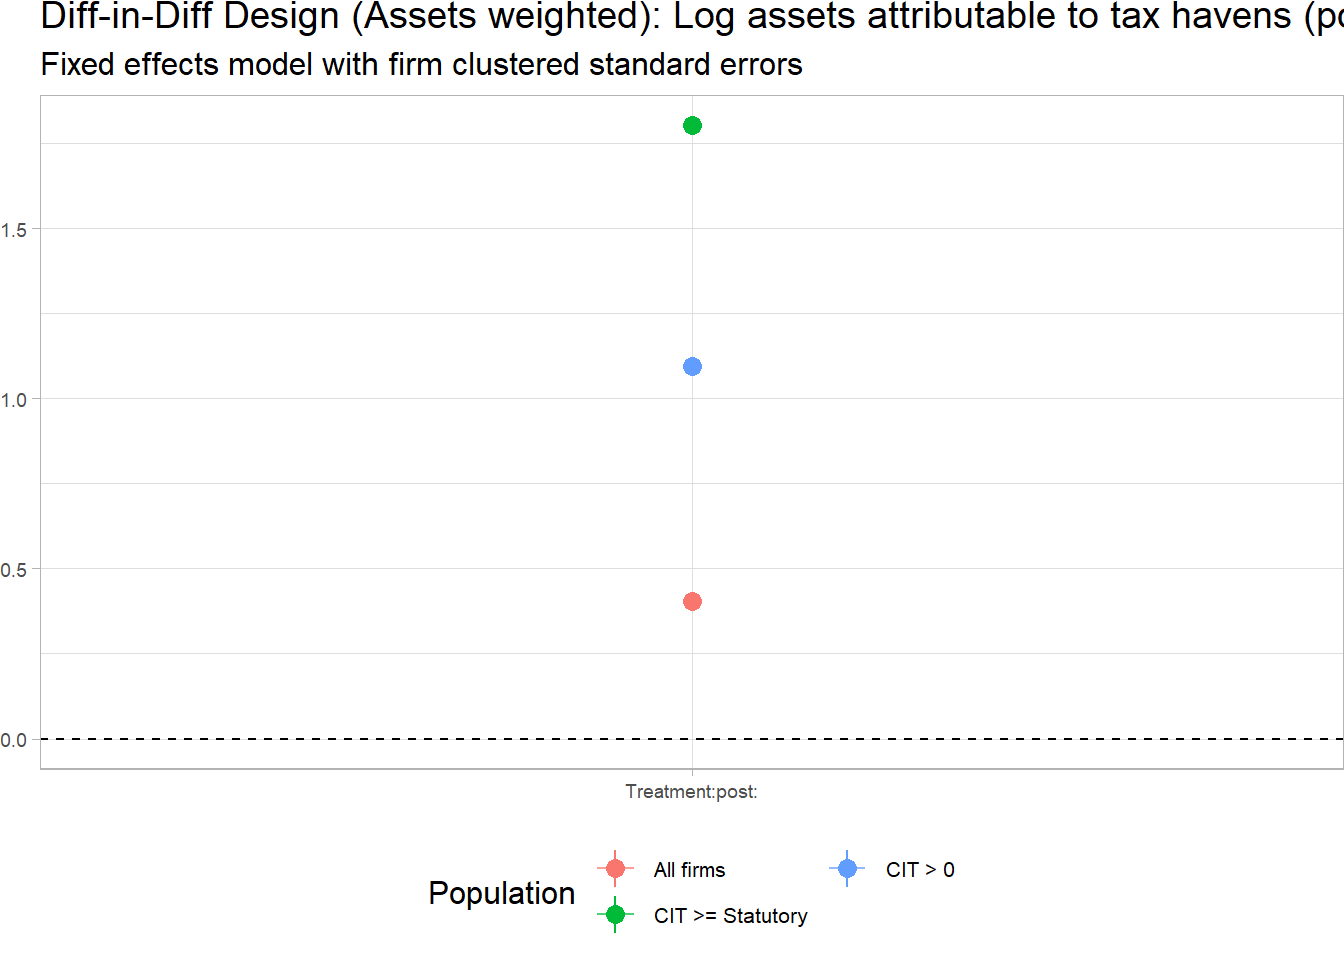 Diff-in-Diff Design (Assets weighted): Log assets attributable to tax havens
Fixed effects model with firm clustered standard errors
1.5
1.0
0.5
0.0
Treatment:post:
Population
All firms
CIT > 0
CIT >= Statutory